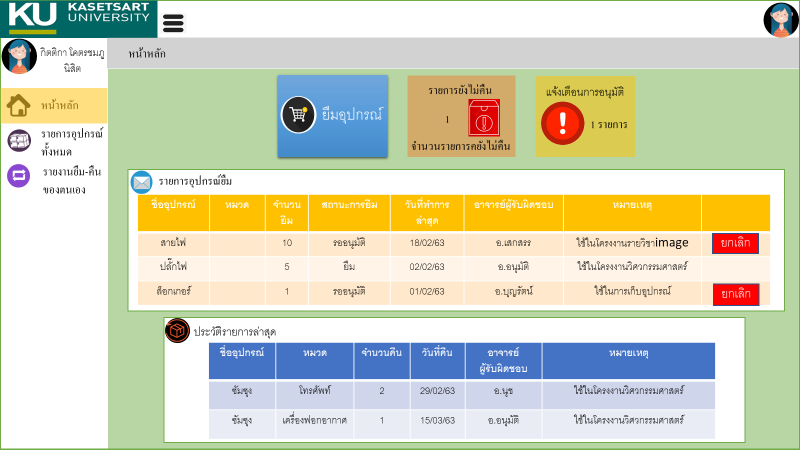 KU KASETSART
UNIVERSITY
กิตติกา โคตรชมภู
นิสิต
หน้าหลัก
หน้าหลัก
รายการอุปกรณ์
ทั้งหมด
รายงานยืม-คืน
ของตนเอง
ยืมอุปกรณ์
รายการยังไม่คืน
1
จำนวนรายการคยังไม่คืน
แจ้งเตือนการอนุมัติ
1 รายการ
รายการอุปกรณ์ยืม
ชื่ออุปกรณ์ หมวด จำนวนยืม สถานะการยืม วันที่ทำการล่าสุด อาจารย์ผู้รับผิดชอบ หมายเหตุ
สายไฟ 10 รออนุมัติ 18/02/63 อ.เสกสรร ใช้ในโครงงานรายวิชาimage ยกเลิก
ปลั๊กไฟ 5 ยืม 02/02/63 อ.อนุมัติ ใช้ในโครงงานวิศวกรรมศาสตร์
ล็อกเกอร์ 1 รออนุมัติ 01/02/63 อ.บุญรัตน์ ใช้ในการเก็บอุปกรณ์ ยกเลิก
ประวัติรายการล่าสุด
ชื่ออุปกรณ์ หมวด จำนวนคืน วันที่คืน อาจารย์ผู้รับผิดชอบ หมายเหตุ
ซัมซุง โทรศัพท์ 2 29/02/63 อ.นุช ใช้ในโครงงานวิศวกรรมศาสตร์
ซัมซุง เครื่องฟอกอากาศ 1 15/03/63 อ.อนุมัติ ใช้ในโครงงานวิศวกรรมศาสตร์